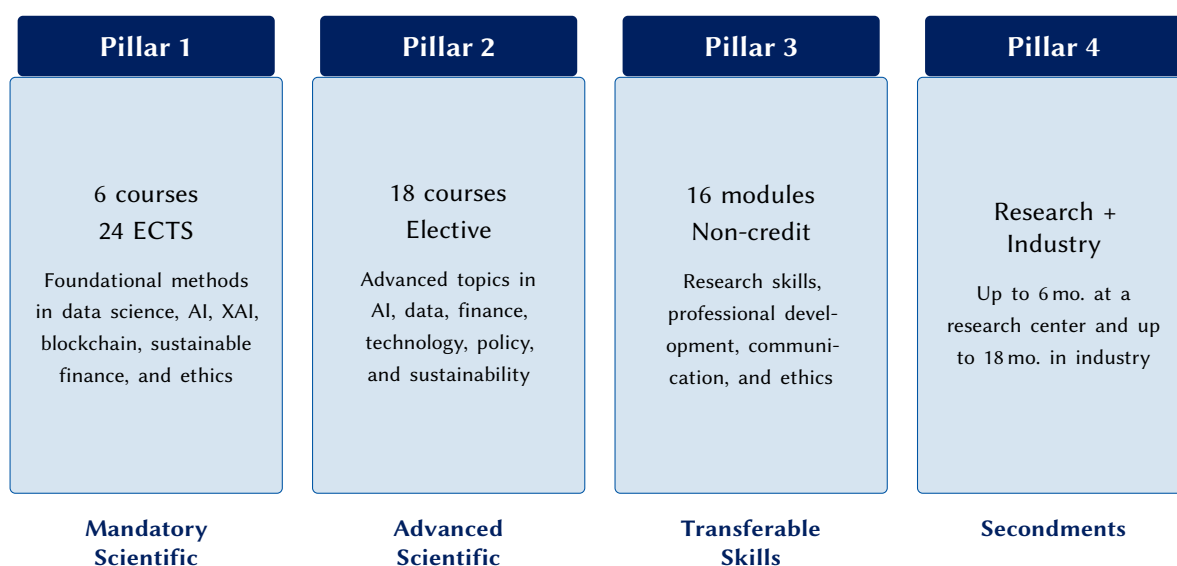 Pillar 1
6 courses
24 ECTS
Foundational methods
in data science, AI, XAI,
blockchain, sustainable
finance, and ethics
Mandatory
Scientific
Pillar 2
18 courses
Elective
Advanced topics in
AI, data, finance,
technology, policy,
and sustainability
Advanced
Scientific
Pillar 3
16 modules
Non-credit
Research skills,
professional devel-
opment, communi-
cation, and ethics
Transferable
Skills
Pillar 4
Research +
Industry
Up to 6 mo. at a
research center and up
to 18 mo. in industry
Secondments